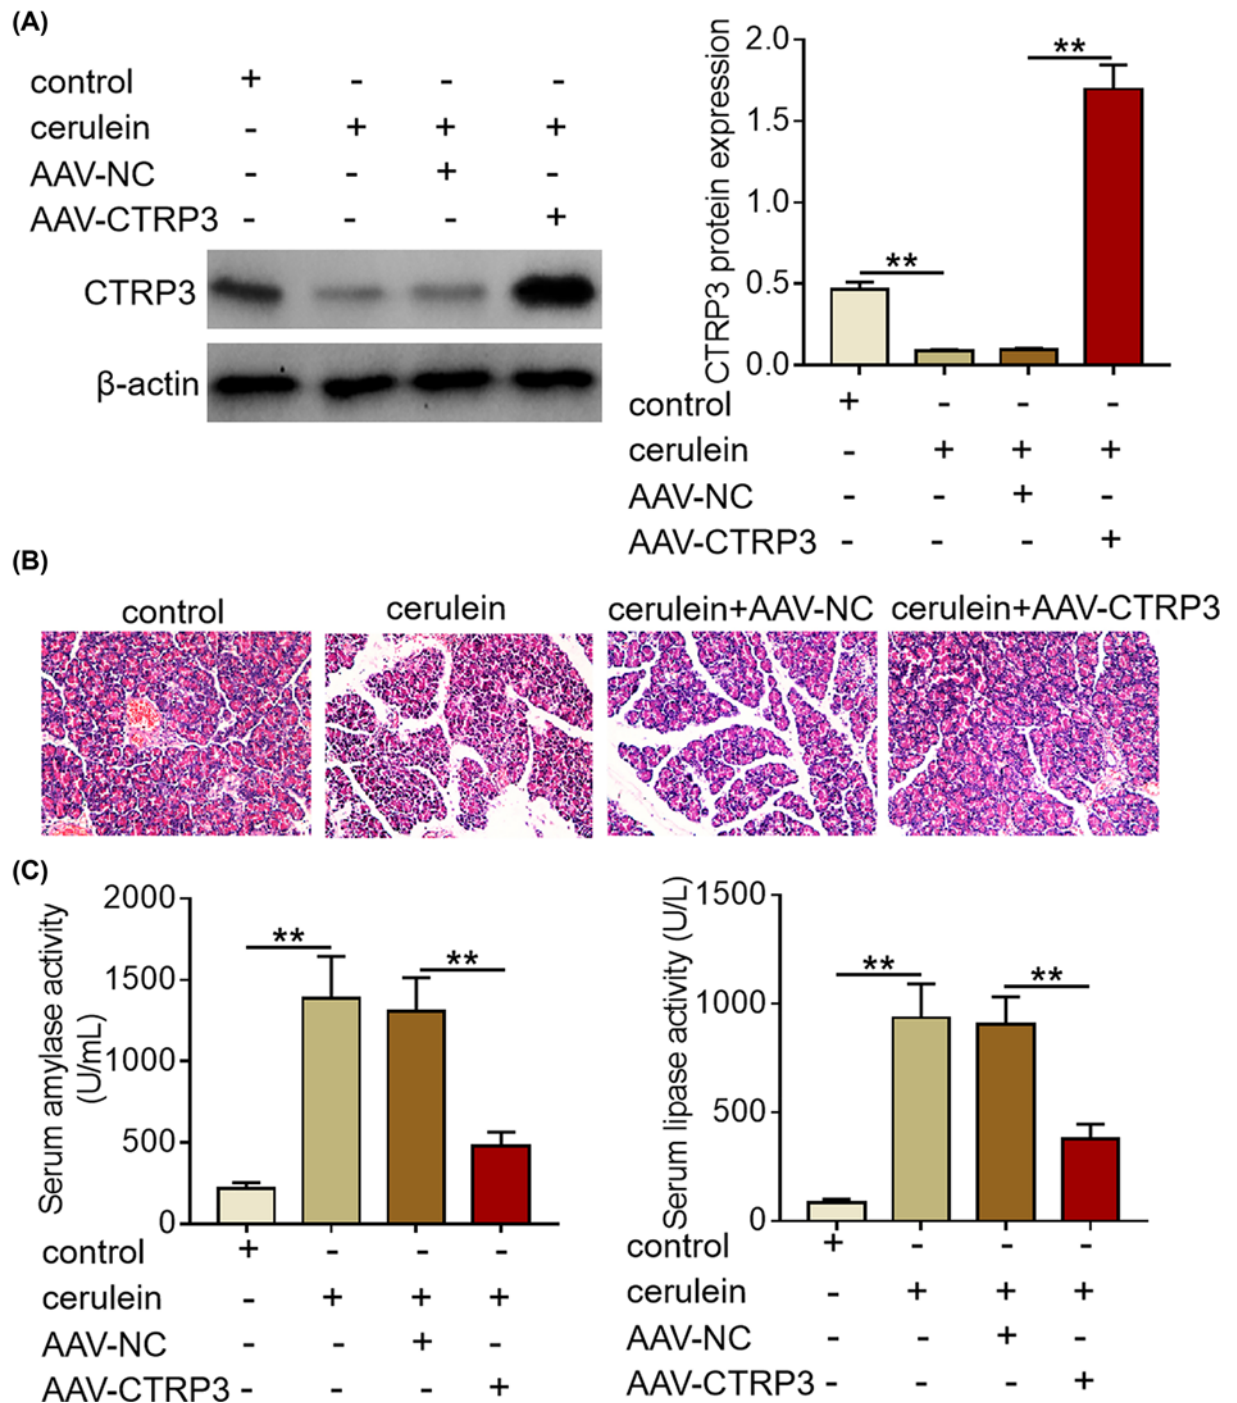 (A)
control + - - -
cerulein - + + +
AAV-NC - - + -
AAV-CTRP3 - - - +
CTRP3
β-actin
CTRP3 protein expression
2.0
1.5
1.0
0.5
0.0
**
**
control + - - -
cerulein - + + +
AAV-NC - - + -
AAV-CTRP3 - - - +
(B)
control
cerulein
cerulein+AAV-NC
cerulein+AAV-CTRP3
(C)
Serum amylase activity
(U/mL)
2000
1500
1000
500
0
**
**
control + - - -
cerulein - + + +
AAV-NC - - + -
AAV-CTRP3 - - - +
Serum lipase activity (U/L)
1500
1000
500
0
**
**
control + - - -
cerulein - + + +
AAV-NC - - + -
AAV-CTRP3 - - - +